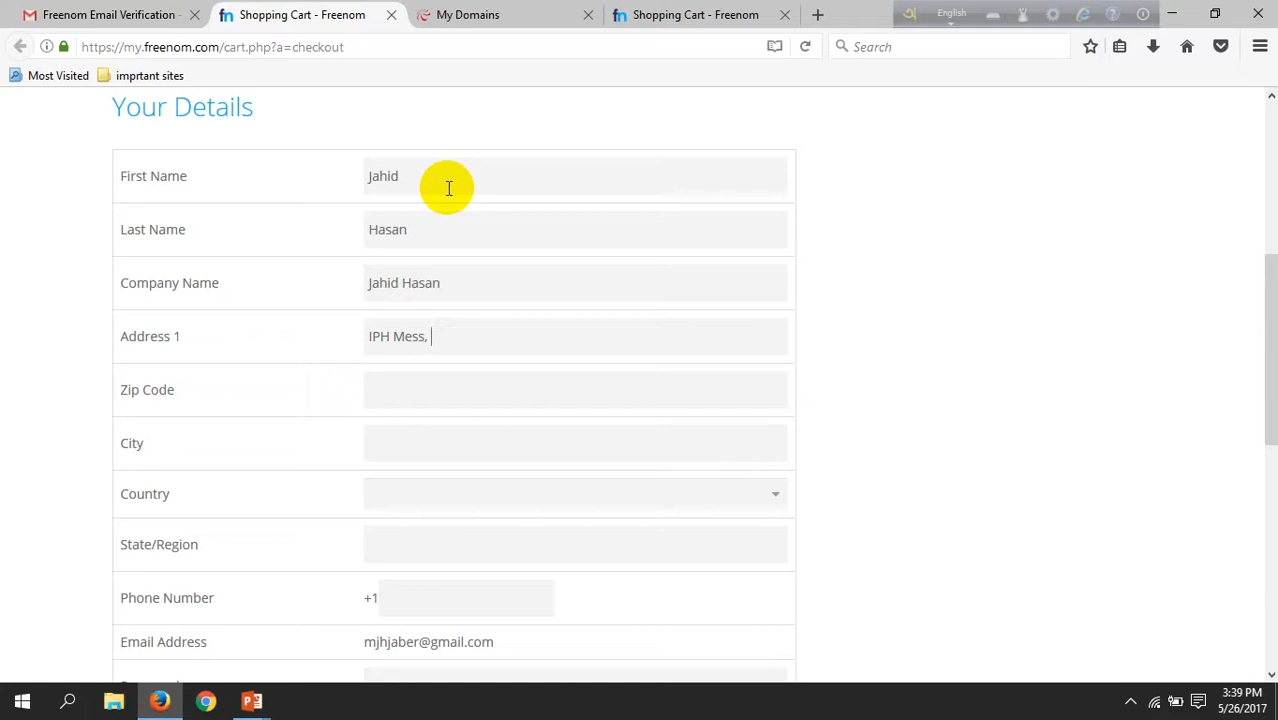 Freenom Email Verification -
Shopping Cart - Freenom
My Domains
Shopping Cart - Freenom
English
https://my.freenom.com/cart.php?a=checkout
Search
Most Visited
imprtant sites
Your Details
First Name
Jahid
Last Name
Hasan
Company Name
Jahid Hasan
Address 1
IPH Mess,
Zip Code
City
Country
State/Region
Phone Number
+1
Email Address
mjhjaber@gmail.com
3:39 PM
5/26/2017